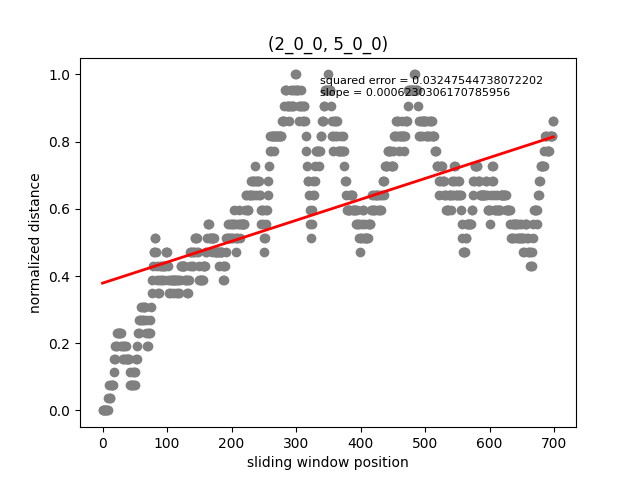 (2_0_0, 5_0_0)
squared error = 0.03247544738072202
slope = 0.0006230306170785956
1.0
0.8
0.6
0.4
0.2
0.0
normalized distance
0 100 200 300 400 500 600 700
sliding window position